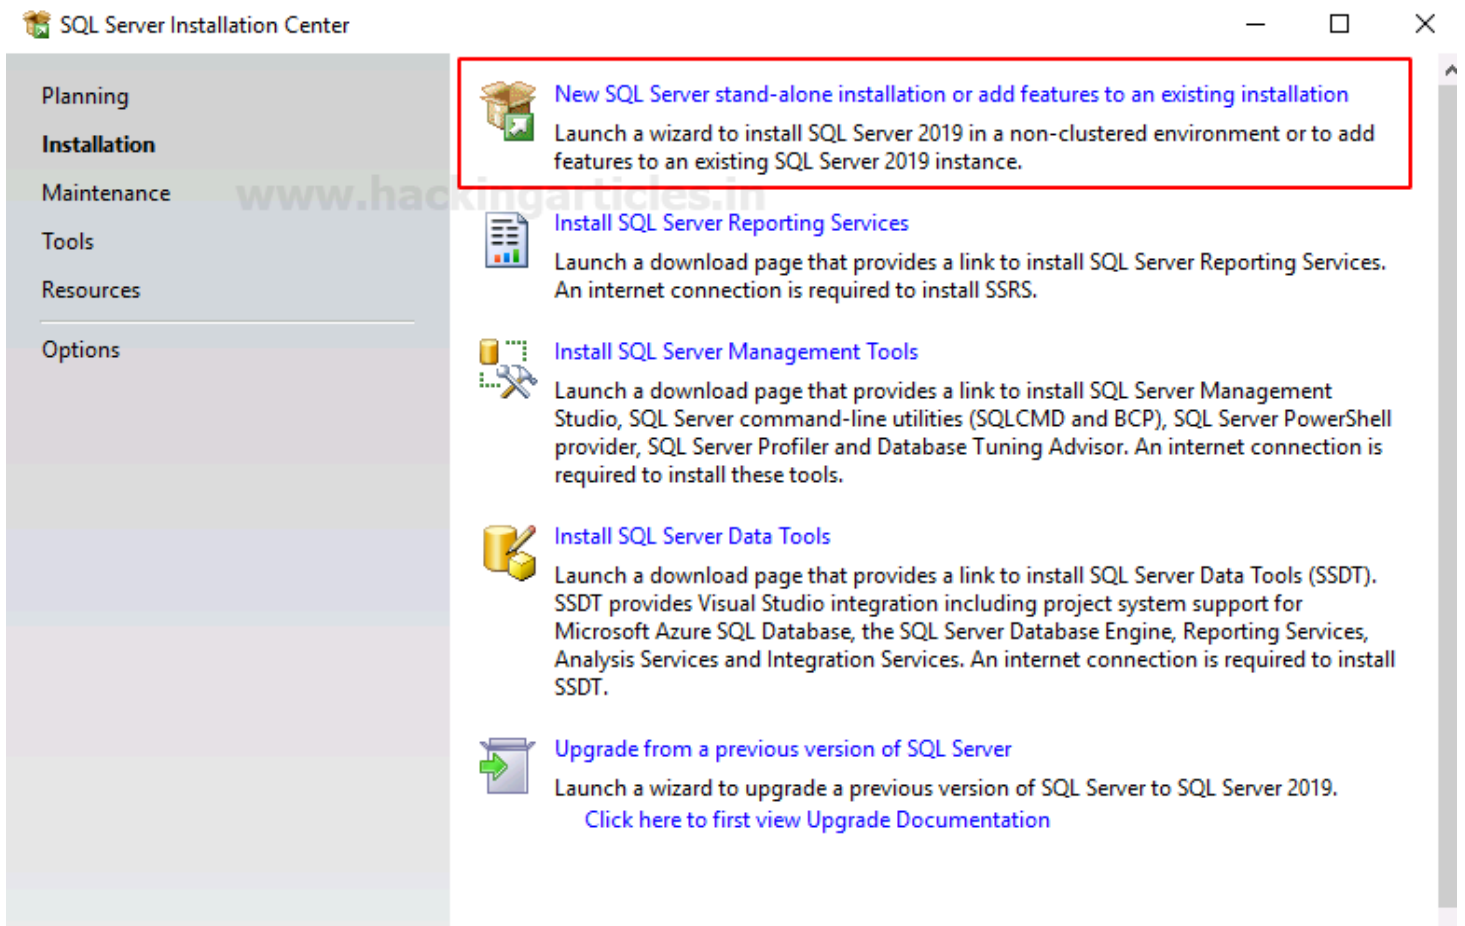 SQL Server Installation Center
Planning
Installation
Maintenance
Tools
Resources
Options
New SQL Server stand-alone installation or add features to an existing installation
Launch a wizard to install SQL Server 2019 in a non-clustered environment or to add
features to an existing SQL Server 2019 instance.
www.hackingarticles.in
Install SQL Server Reporting Services
Launch a download page that provides a link to install SQL Server Reporting Services.
An internet connection is required to install SSRS.
Install SQL Server Management Tools
Launch a download page that provides a link to install SQL Server Management
Studio, SQL Server command-line utilities (SQLCMD and BCP), SQL Server PowerShell
provider, SQL Server Profiler and Database Tuning Advisor. An internet connection is
required to install these tools.
Install SQL Server Data Tools
Launch a download page that provides a link to install SQL Server Data Tools (SSDT).
SSDT provides Visual Studio integration including project system support for
Microsoft Azure SQL Database, the SQL Server Database Engine, Reporting Services,
Analysis Services and Integration Services. An internet connection is required to install
SSDT.
Upgrade from a previous version of SQL Server
Launch a wizard to upgrade a previous version of SQL Server to SQL Server 2019.
Click here to first view Upgrade Documentation